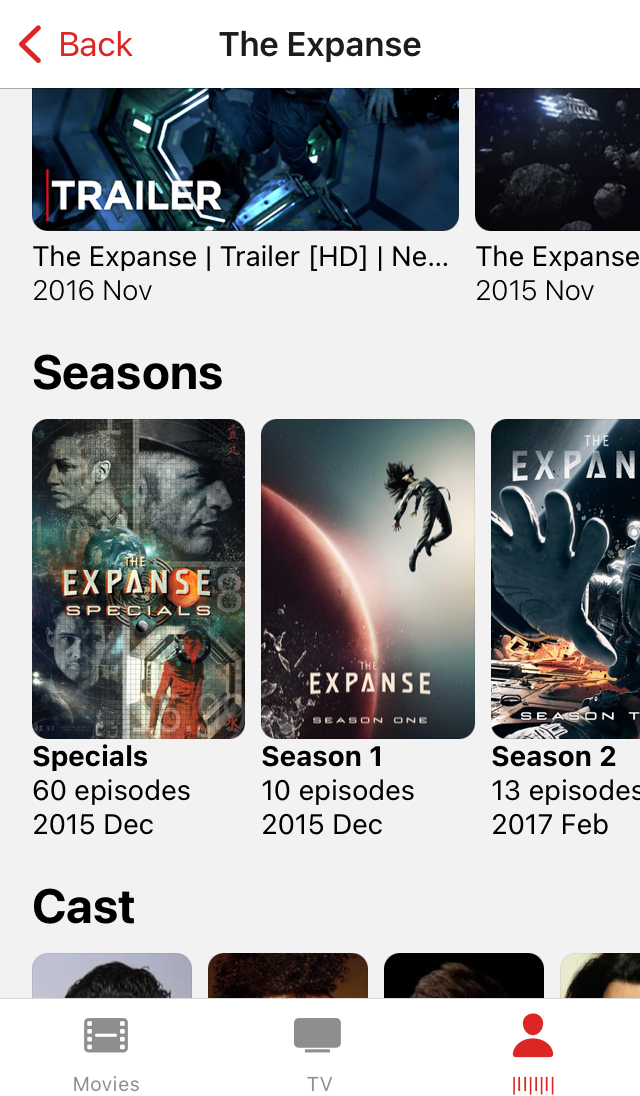 Back
The Expanse
TRAILER
The Expanse | Trailer [HD] | Ne...
2016 Nov
The Expanse
2015 Nov
Seasons
THE
EXPANSE
SPECIALS
THE
EXPANSE
SEASON ONE
THE
EXPAN
SEASON T
Specials
60 episodes
2015 Dec
Season 1
10 episodes
2015 Dec
Season 2
13 episodes
2017 Feb
Cast
Movies
TV